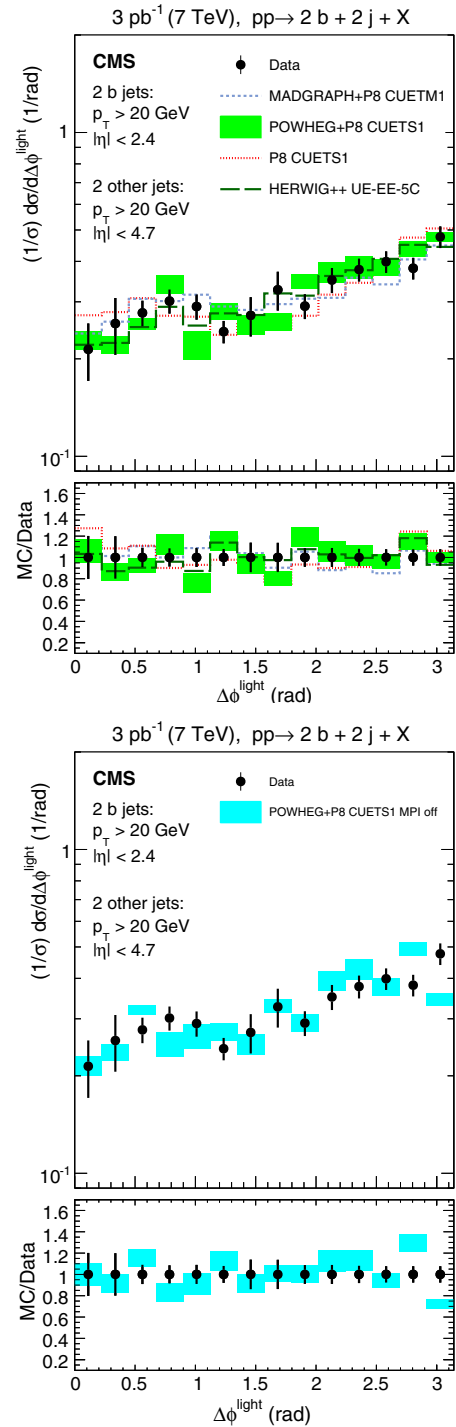 3 pb⁻¹ (7 TeV), pp→ 2 b + 2 j + X
(1/σ) dσ/dΔϕ^light (1/rad)
CMS
2 b jets:
p_T > 20 GeV
|η| < 2.4
2 other jets:
p_T > 20 GeV
|η| < 4.7
Data
MADGRAPH+P8 CUETM1
POWHEG+P8 CUETS1
P8 CUETS1
HERWIG++ UE-EE-5C
1
10⁻¹
MC/Data
1.6
1.4
1.2
1
0.8
0.6
0.4
0.2
0 0.5 1 1.5 2 2.5 3
Δϕ^light (rad)
3 pb⁻¹ (7 TeV), pp→ 2 b + 2 j + X
(1/σ) dσ/dΔϕ^light (1/rad)
CMS
2 b jets:
p_T > 20 GeV
|η| < 2.4
2 other jets:
p_T > 20 GeV
|η| < 4.7
Data
POWHEG+P8 CUETS1 MPI off
1
10⁻¹
MC/Data
1.6
1.4
1.2
1
0.8
0.6
0.4
0.2
0 0.5 1 1.5 2 2.5 3
Δϕ^light (rad)